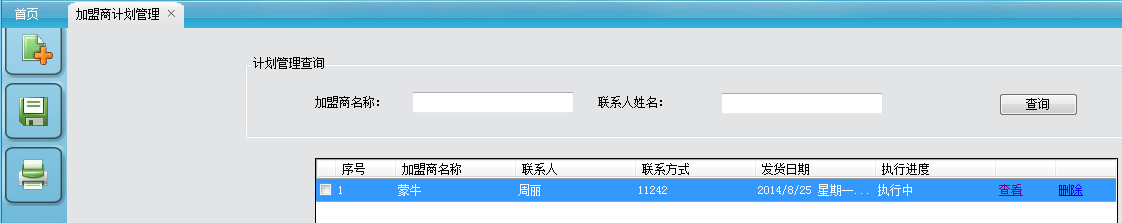 首页 加盟商计划管理 ×
计划管理查询
加盟商名称: 联系人姓名: 查询
序号 加盟商名称 联系人 联系方式 发货日期 执行进度
1 蒙牛 周丽 11242 2014/8/25 星期一... 执行中 查看 删除